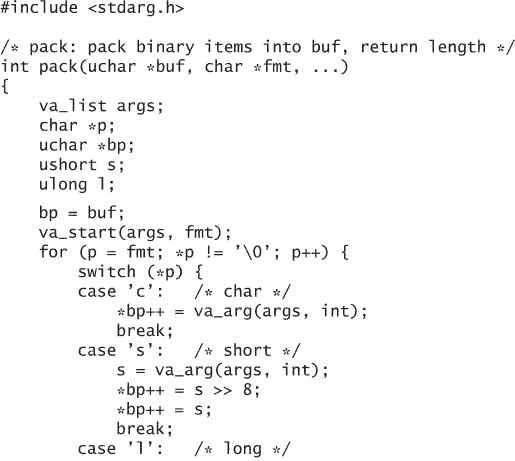 #include <stdarg.h>
/* pack: pack binary items into buf, return length */
int pack(uchar *buf, char *fmt, ...)
{
    va_list args;
    char *p;
    uchar *bp;
    ushort s;
    ulong l;
    bp = buf;
    va_start(args, fmt);
    for (p = fmt; *p != '\0'; p++) {
        switch (*p) {
        case 'c':   /* char */
            *bp++ = va_arg(args, int);
            break;
        case 's':   /* short */
            s = va_arg(args, int);
            *bp++ = s >> 8;
            *bp++ = s;
            break;
        case 'l':   /* long */